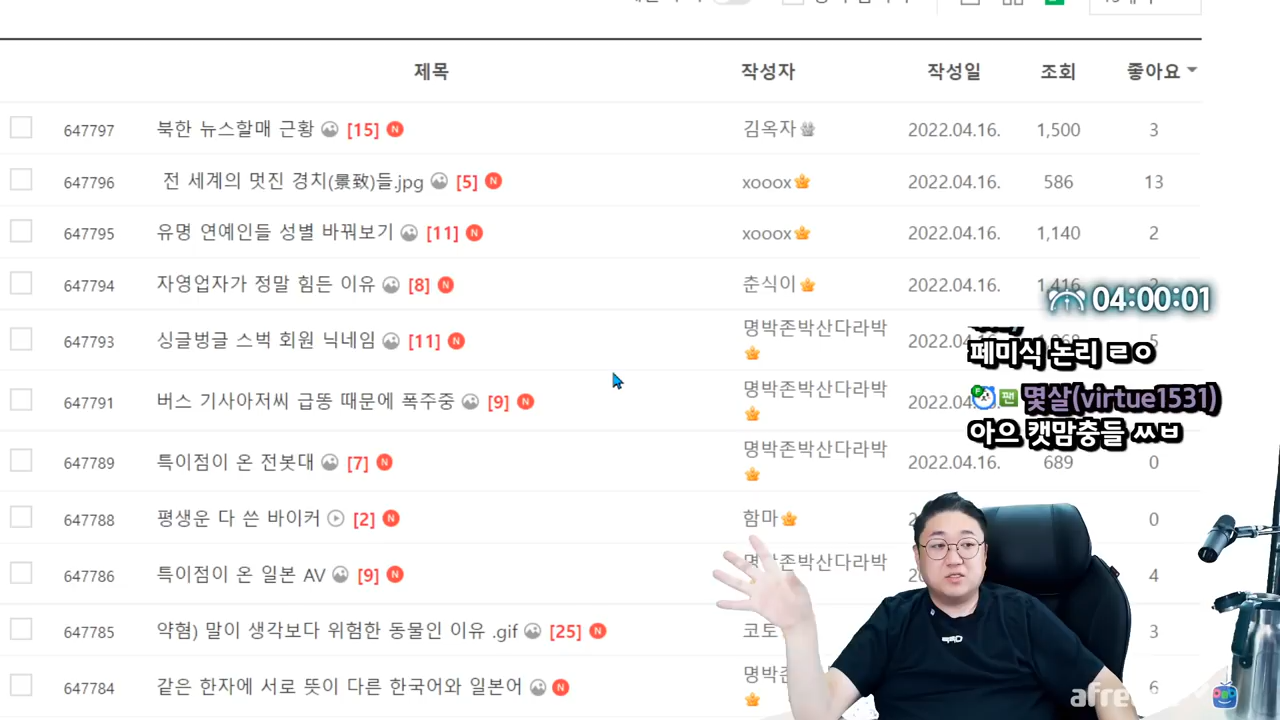 제목 작성자 작성일 조회 좋아요
647797 북한 뉴스할매 근황 [15] N 김옥자 2022.04.16. 1,500 3
647796 전 세계의 멋진 경치(景致)들.jpg [5] N xooox 2022.04.16. 586 13
647795 유명 연예인들 성별 바꿔보기 [11] N xooox 2022.04.16. 1,140 2
647794 자영업자가 정말 힘든 이유 [8] N 춘식이 2022.04.16. 1,416
04:00:01
647793 싱글벙글 스벅 회원 닉네임 [11] N 명박존박산다라박 5
페미식 논리 ㄹㅇ
647791 버스 기사아저씨 급똥 때문에 폭주중 [9] N 명박존박산다라박
팬 몇살(virtue1531)
아으 캣맘충들 ㅆㅂ
647789 특이점이 온 전봇대 [7] N 명박존박산다라박 2022.04.16. 689 0
647788 평생운 다 쓴 바이커 [2] N 함마 0
647786 특이점이 온 일본 AV [9] N 명박존박산다라박 4
647785 약혐) 말이 생각보다 위험한 동물인 이유 .gif [25] N 코토 3
647784 같은 한자에 서로 뜻이 다른 한국어와 일본어 N 명박존 6
afre